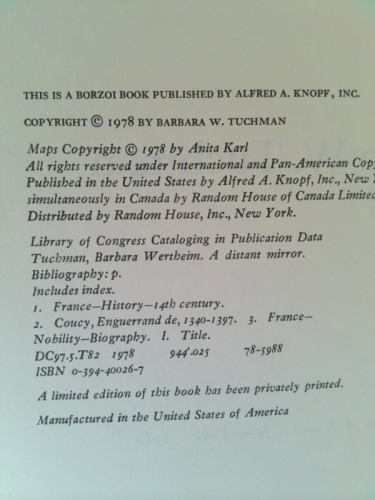 THIS IS A BORZOI BOOK PUBLISHED BY ALFRED A. KNOPF, INC.
COPYRIGHT © 1978 BY BARBARA W. TUCHMAN
Maps Copyright © 1978 by Anita Karl
All rights reserved under International and Pan-American Cop
Published in the United States by Alfred A. Knopf, Inc., New
simultaneously in Canada by Random House of Canada Limited
Distributed by Random House, Inc., New York.
Library of Congress Cataloging in Publication Data
Tuchman, Barbara Wertheim. A distant mirror.
Bibliography: p.
Includes index.
1. France—History—14th century.
2. Coucy, Enguerrand de, 1340-1397. 3. France—
Nobility—Biography. I. Title.
DC97.5.T82 1978 944'.025 78-5988
ISBN 0-394-40026-7
A limited edition of this book has been privately printed.
Manufactured in the United States of America